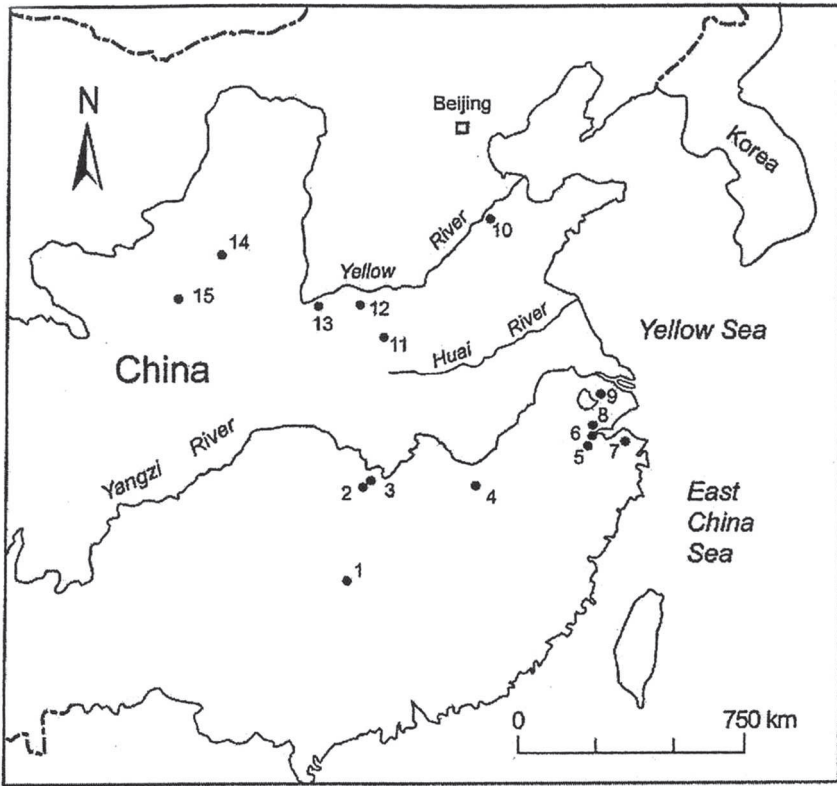 N
Beijing
Korea
14
10
River
Yellow
15
12
13
11
Huai River
Yellow Sea
China
9
8
6
5
7
Yangzi River
2
3
4
East
China
Sea
1
0
750 km